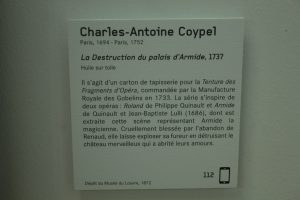 Charles-Antoine Coypel
Paris, 1694 - Paris, 1752
La Destruction du palais d'Armide, 1737
Huile sur toile
Il s'agit d'un carton de tapisserie pour la Tenture des
Fragments d'Opéra, commandée par la Manufacture
Royale des Gobelins en 1733. La série s'inspire de
deux opéras : Roland de Philippe Quinault et Armide
de Quinault et Jean-Baptiste Lulli (1686), dont est
extraite cette scène représentant Armide la
magicienne. Cruellement blessée par l'abandon de
Renaud, elle laisse exploser sa fureur en détruisant le
château merveilleux qui a abrité leurs amours.
112
Dépôt du Musée du Louvre, 1872